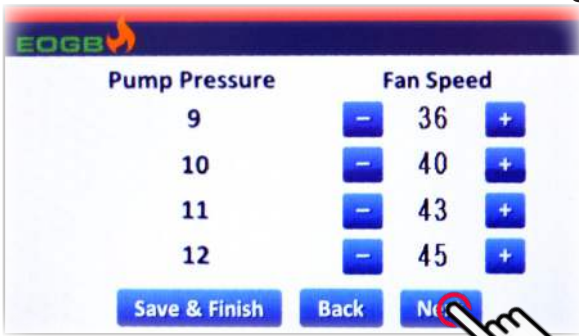 EOGB
Pump Pressure Fan Speed
9 - 36 +
10 - 40 +
11 - 43 +
12 - 45 +
Save & Finish Back